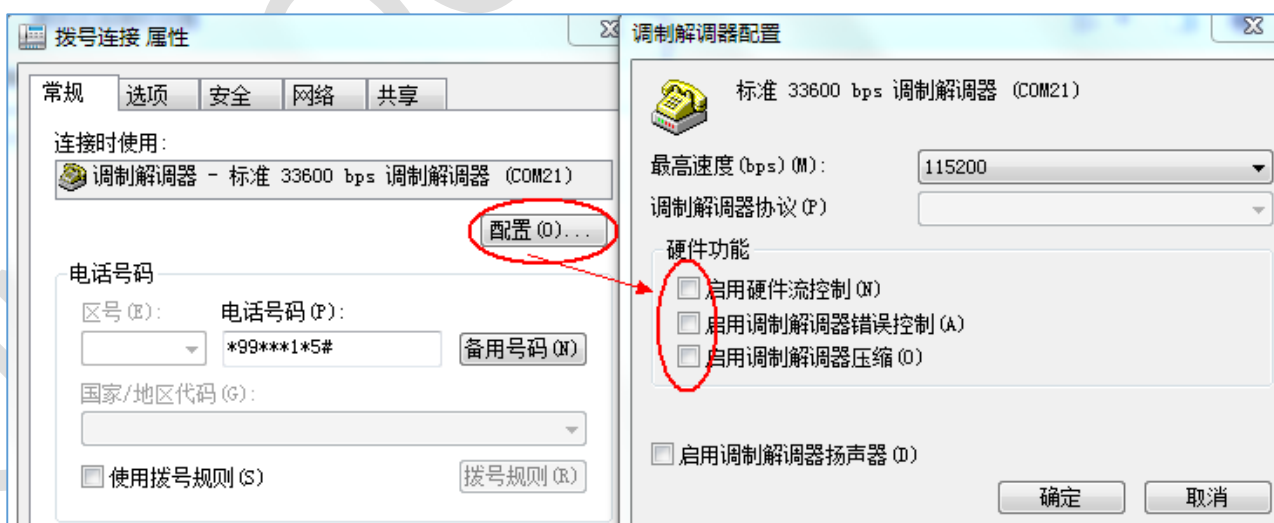 拨号连接 属性
常规 选项 安全 网络 共享
连接时使用:
调制解调器 - 标准 33600 bps 调制解调器 (COM21)
配置(O)...
电话号码
区号(E): 电话号码(P):
*99***1*5# 备用号码(N)
国家/地区代码(G):
使用拨号规则(S) 拨号规则(R)
调制解调器配置
标准 33600 bps 调制解调器 (COM21)
最高速度(bps)(M): 115200
调制解调器协议(P)
硬件功能
启用硬件流控制(N)
启用调制解调器错误控制(A)
启用调制解调器压缩(O)
启用调制解调器扬声器(D)
确定 取消